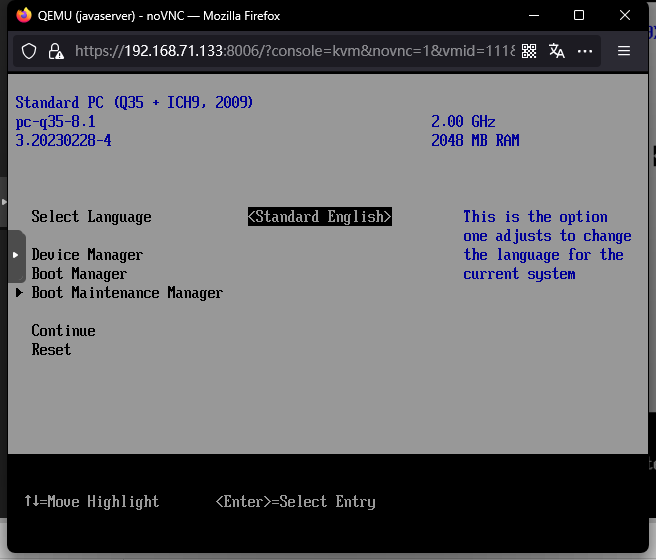 QEMU (javaserver) - noVNC — Mozilla Firefox
https://192.168.71.133:8006/?console=kvm&novnc=1&vmid=111&
Standard PC (Q35 + ICH9, 2009)
pc-q35-8.1 2.00 GHz
3.20230228-4 2048 MB RAM
Select Language <Standard English> This is the option
one adjusts to change
Device Manager the language for the
Boot Manager current system
Boot Maintenance Manager
Continue
Reset
↑↓=Move Highlight <Enter>=Select Entry